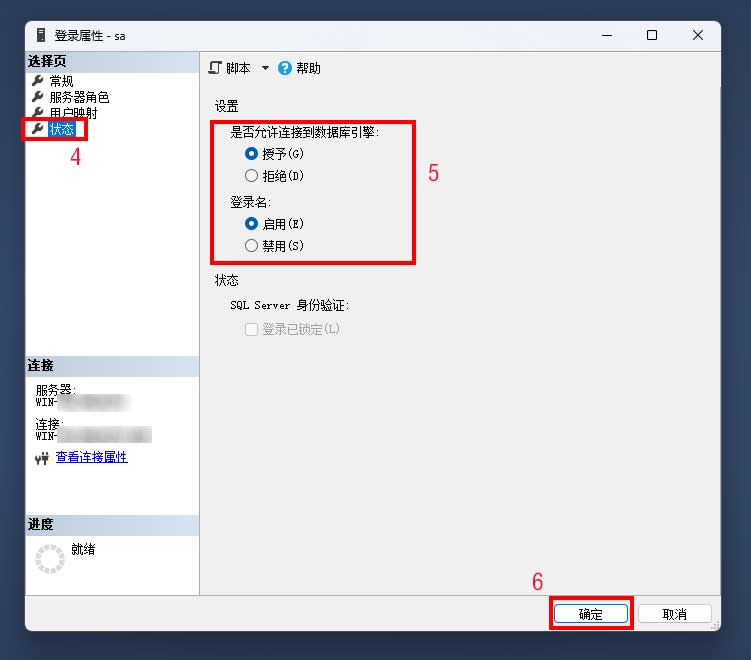 登录属性 - sa
选择页
常规
服务器角色
用户映射
状态
4
脚本 帮助
设置
是否允许连接到数据库引擎:
授予(G)
拒绝(D)
5
登录名:
启用(E)
禁用(S)
状态
SQL Server 身份验证:
登录已锁定(L)
连接
服务器:
WIN-
连接:
WIN-
查看连接属性
进度
就绪
6
确定 取消